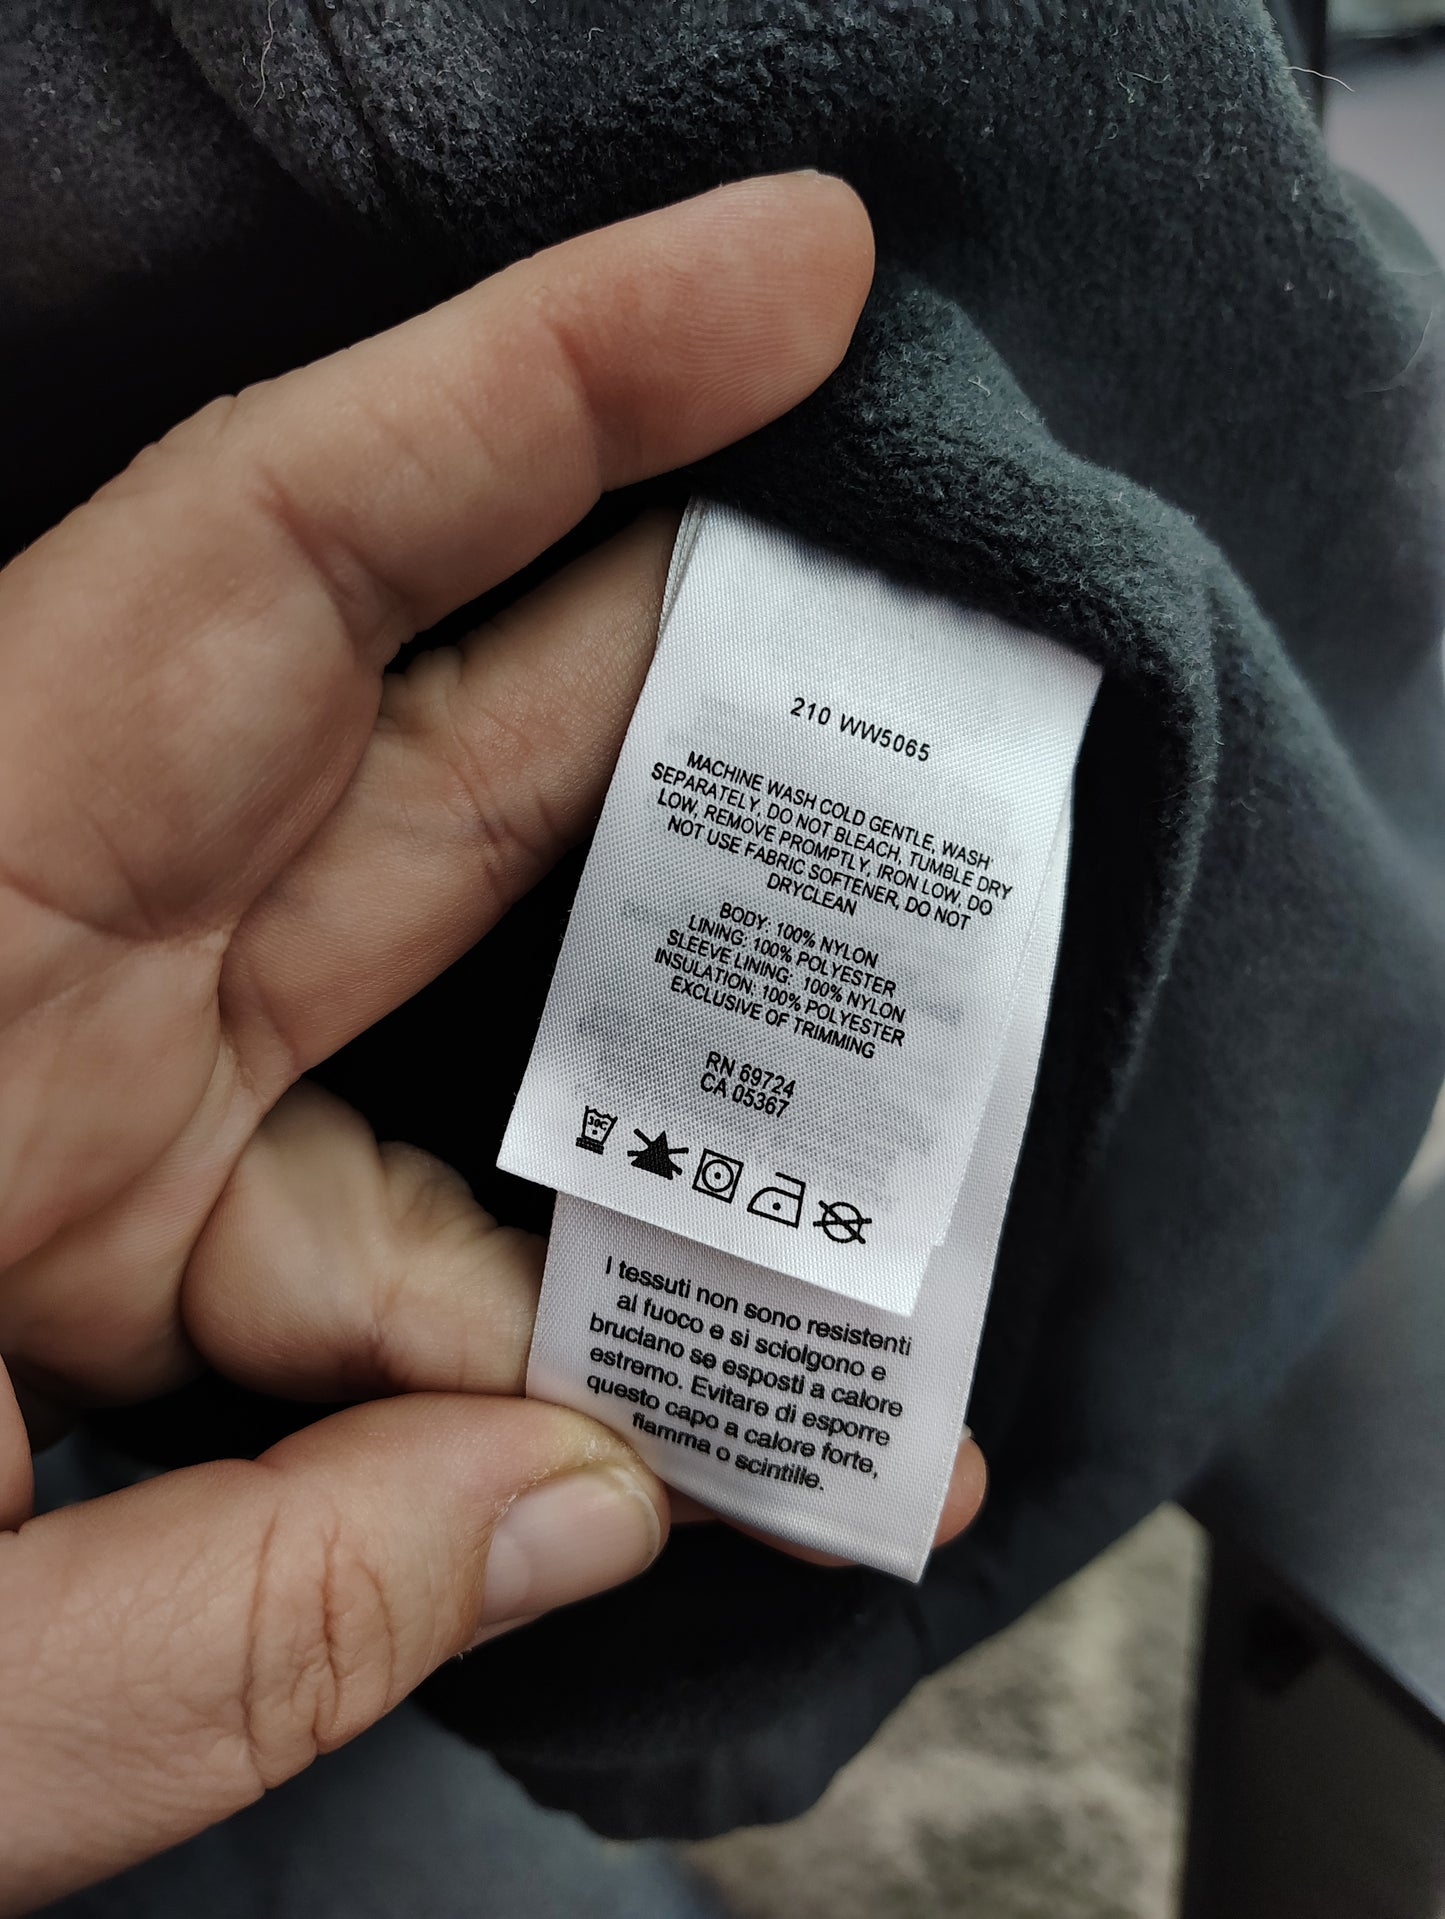 210 WW5065
MACHINE WASH COLD GENTLE, WASH
SEPARATELY, DO NOT BLEACH, TUMBLE DRY
LOW, REMOVE PROMPTLY, IRON LOW. DO
NOT USE FABRIC SOFTENER, DO NOT
DRYCLEAN
BODY: 100% NYLON
LINING: 100% POLYESTER
SLEEVE LINING: 100% NYLON
INSULATION: 100% POLYESTER
EXCLUSIVE OF TRIMMING
RN 69724
CA 05367
30C
I tessuti non sono resistenti
al fuoco e si sciolgono e
bruciano se esposti a calore
estremo. Evitare di esporre
questo capo a calore forte,
fiamma o scintille.